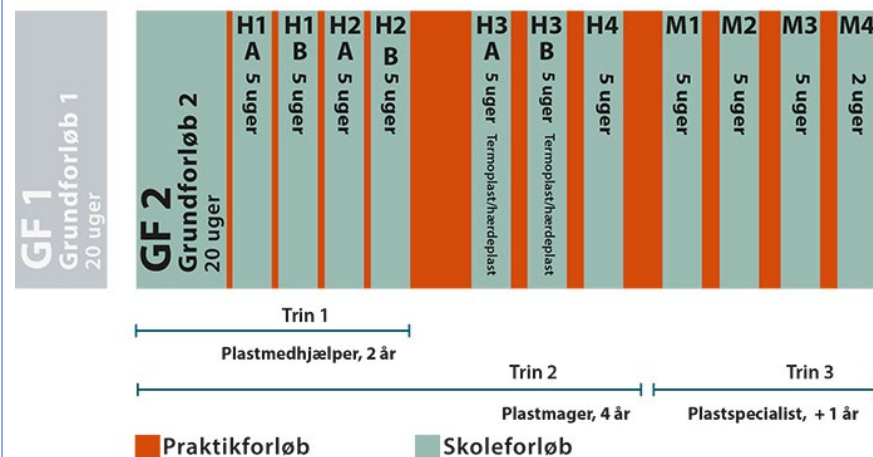 GF 1
Grundforløb 1
20 uger
GF 2
Grundforløb 2
20 uger
H1
A
5 uger
H1
B
5 uger
H2
A
5 uger
H2
B
5 uger
H3
A
5 uger
Termoplast/hærdeplast
H3
B
5 uger
Termoplast/hærdeplast
H4
5 uger
M1
5 uger
M2
5 uger
M3
5 uger
M4
2 uger
Trin 1
Plastmedhjælper, 2 år
Trin 2
Plastmager, 4 år
Trin 3
Plastspecialist, + 1 år
Praktikforløb
Skoleforløb